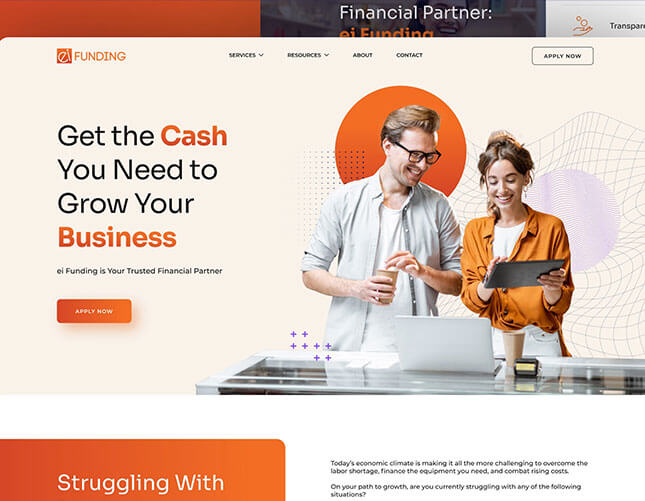 Financial Partner:
ei Funding
Transpare
ei FUNDING
SERVICES
RESOURCES
ABOUT
CONTACT
APPLY NOW
Get the Cash
You Need to
Grow Your
Business
ei Funding is Your Trusted Financial Partner
APPLY NOW
Struggling With
Today's economic climate is making it all the more challenging to overcome the
labor shortage, finance the equipment you need, and combat rising costs.
On your path to growth, are you currently struggling with any of the following
situations?